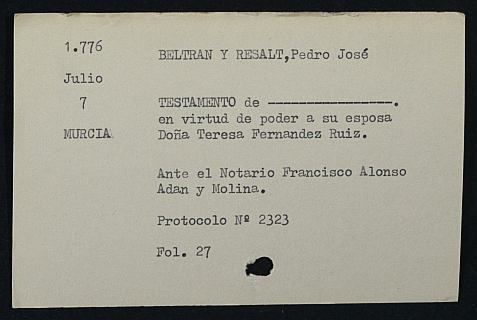 1.776
BELTRAN Y RESALT,Pedro José
Julio
7
TESTAMENTO de ----------------.
en virtud de poder a su esposa
MURCIA.
Doña Teresa Fernandez Ruiz.
Ante el Notario Francisco Alonso
Adan y Molina.
Protocolo Nº 2323
Fol. 27